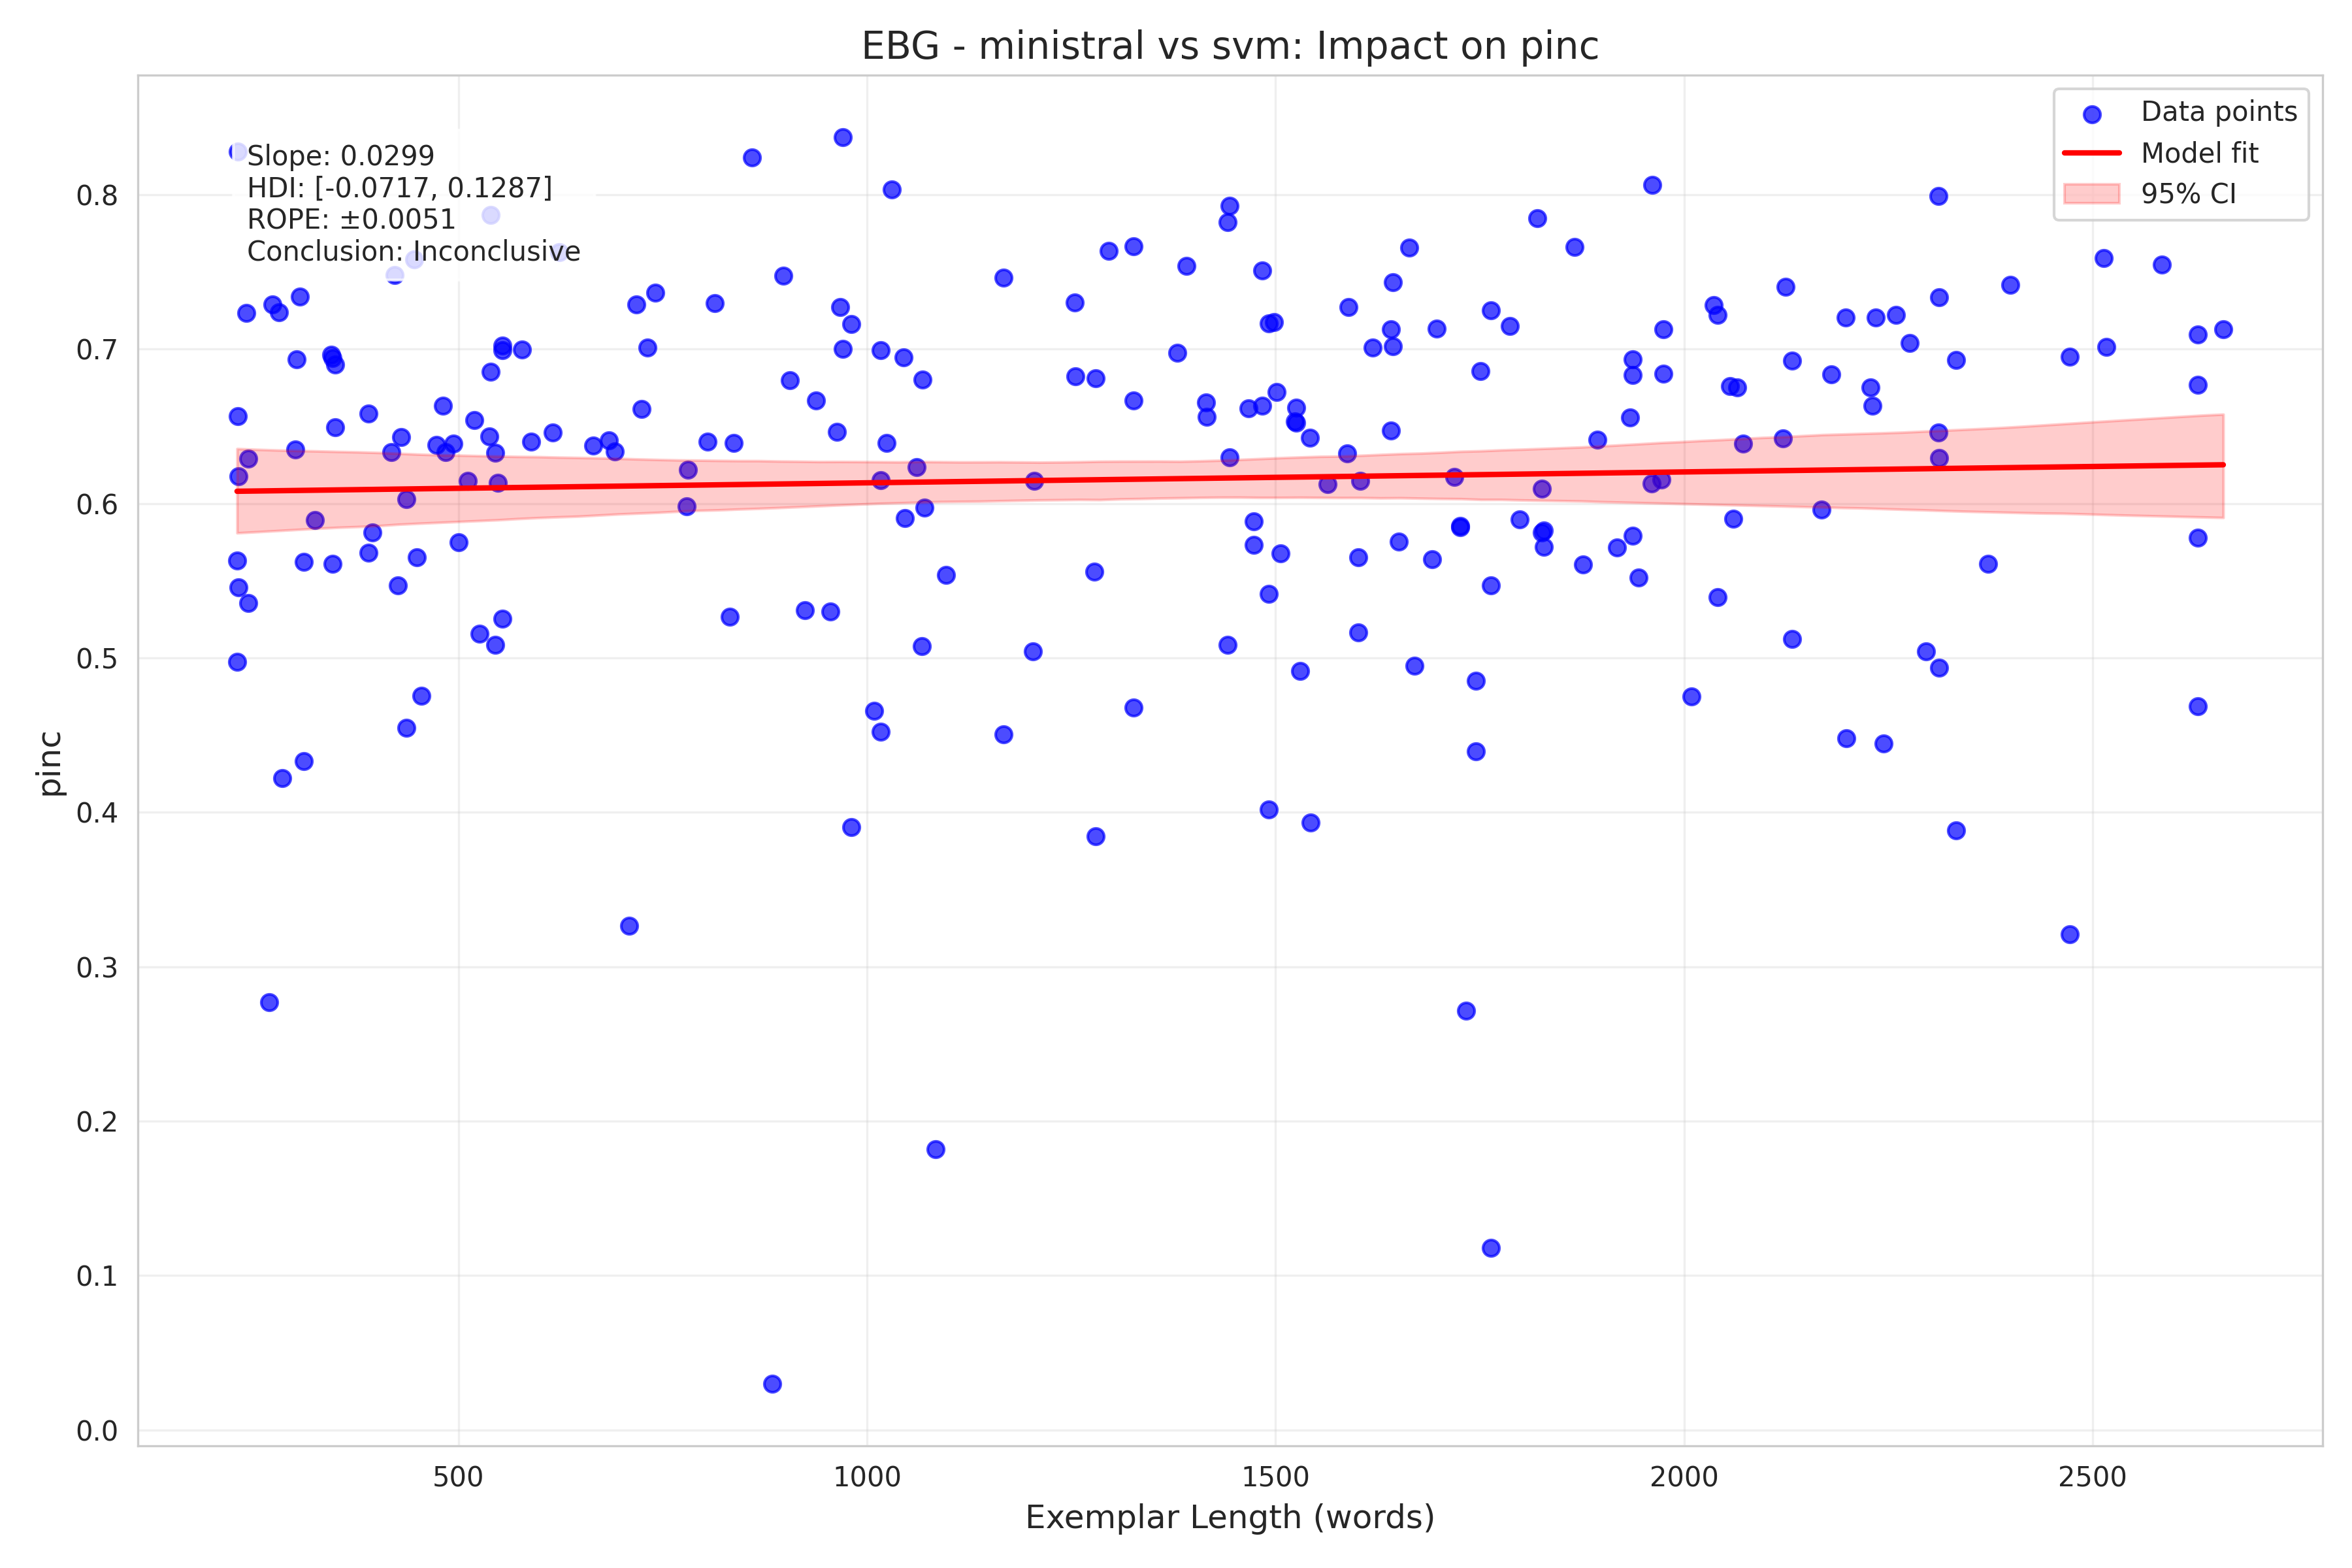 EBG - ministral vs svm: Impact on pinc
Slope: 0.0299
HDI: [-0.0717, 0.1287]
ROPE: ±0.0051
Conclusion: Inconclusive
Data points
Model fit
95% CI
pinc
0.8
0.7
0.6
0.5
0.4
0.3
0.2
0.1
0.0
500
1000
1500
2000
2500
Exemplar Length (words)